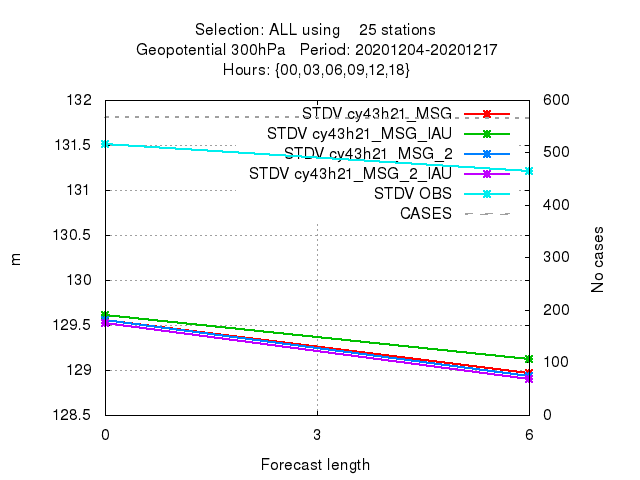 Selection: ALL using    25 stations
Geopotential 300hPa   Period: 20201204-20201217
Hours: {00,03,06,09,12,18}
132
131.5
131
130.5
130
129.5
129
128.5
600
500
400
300
200
100
0
STDV cy43h21_MSG
STDV cy43h21_MSG_IAU
STDV cy43h21_MSG_2
STDV cy43h21_MSG_2_IAU
STDV OBS
CASES
m
No cases
0
3
6
Forecast length